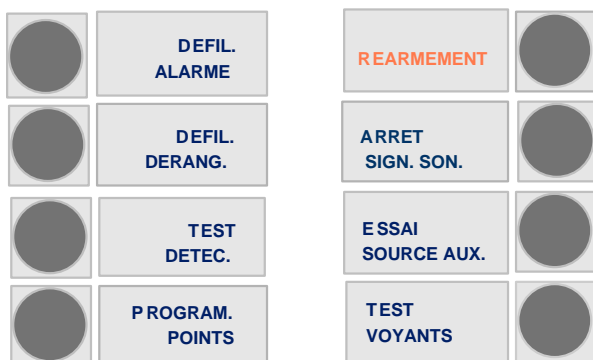 DEFIL.
ALARME
REARMEMENT
DEFIL.
DERANG.
ARRET
SIGN. SON.
TEST
DETEC.
ESSAI
SOURCE AUX.
PROGRAM.
POINTS
TEST
VOYANTS